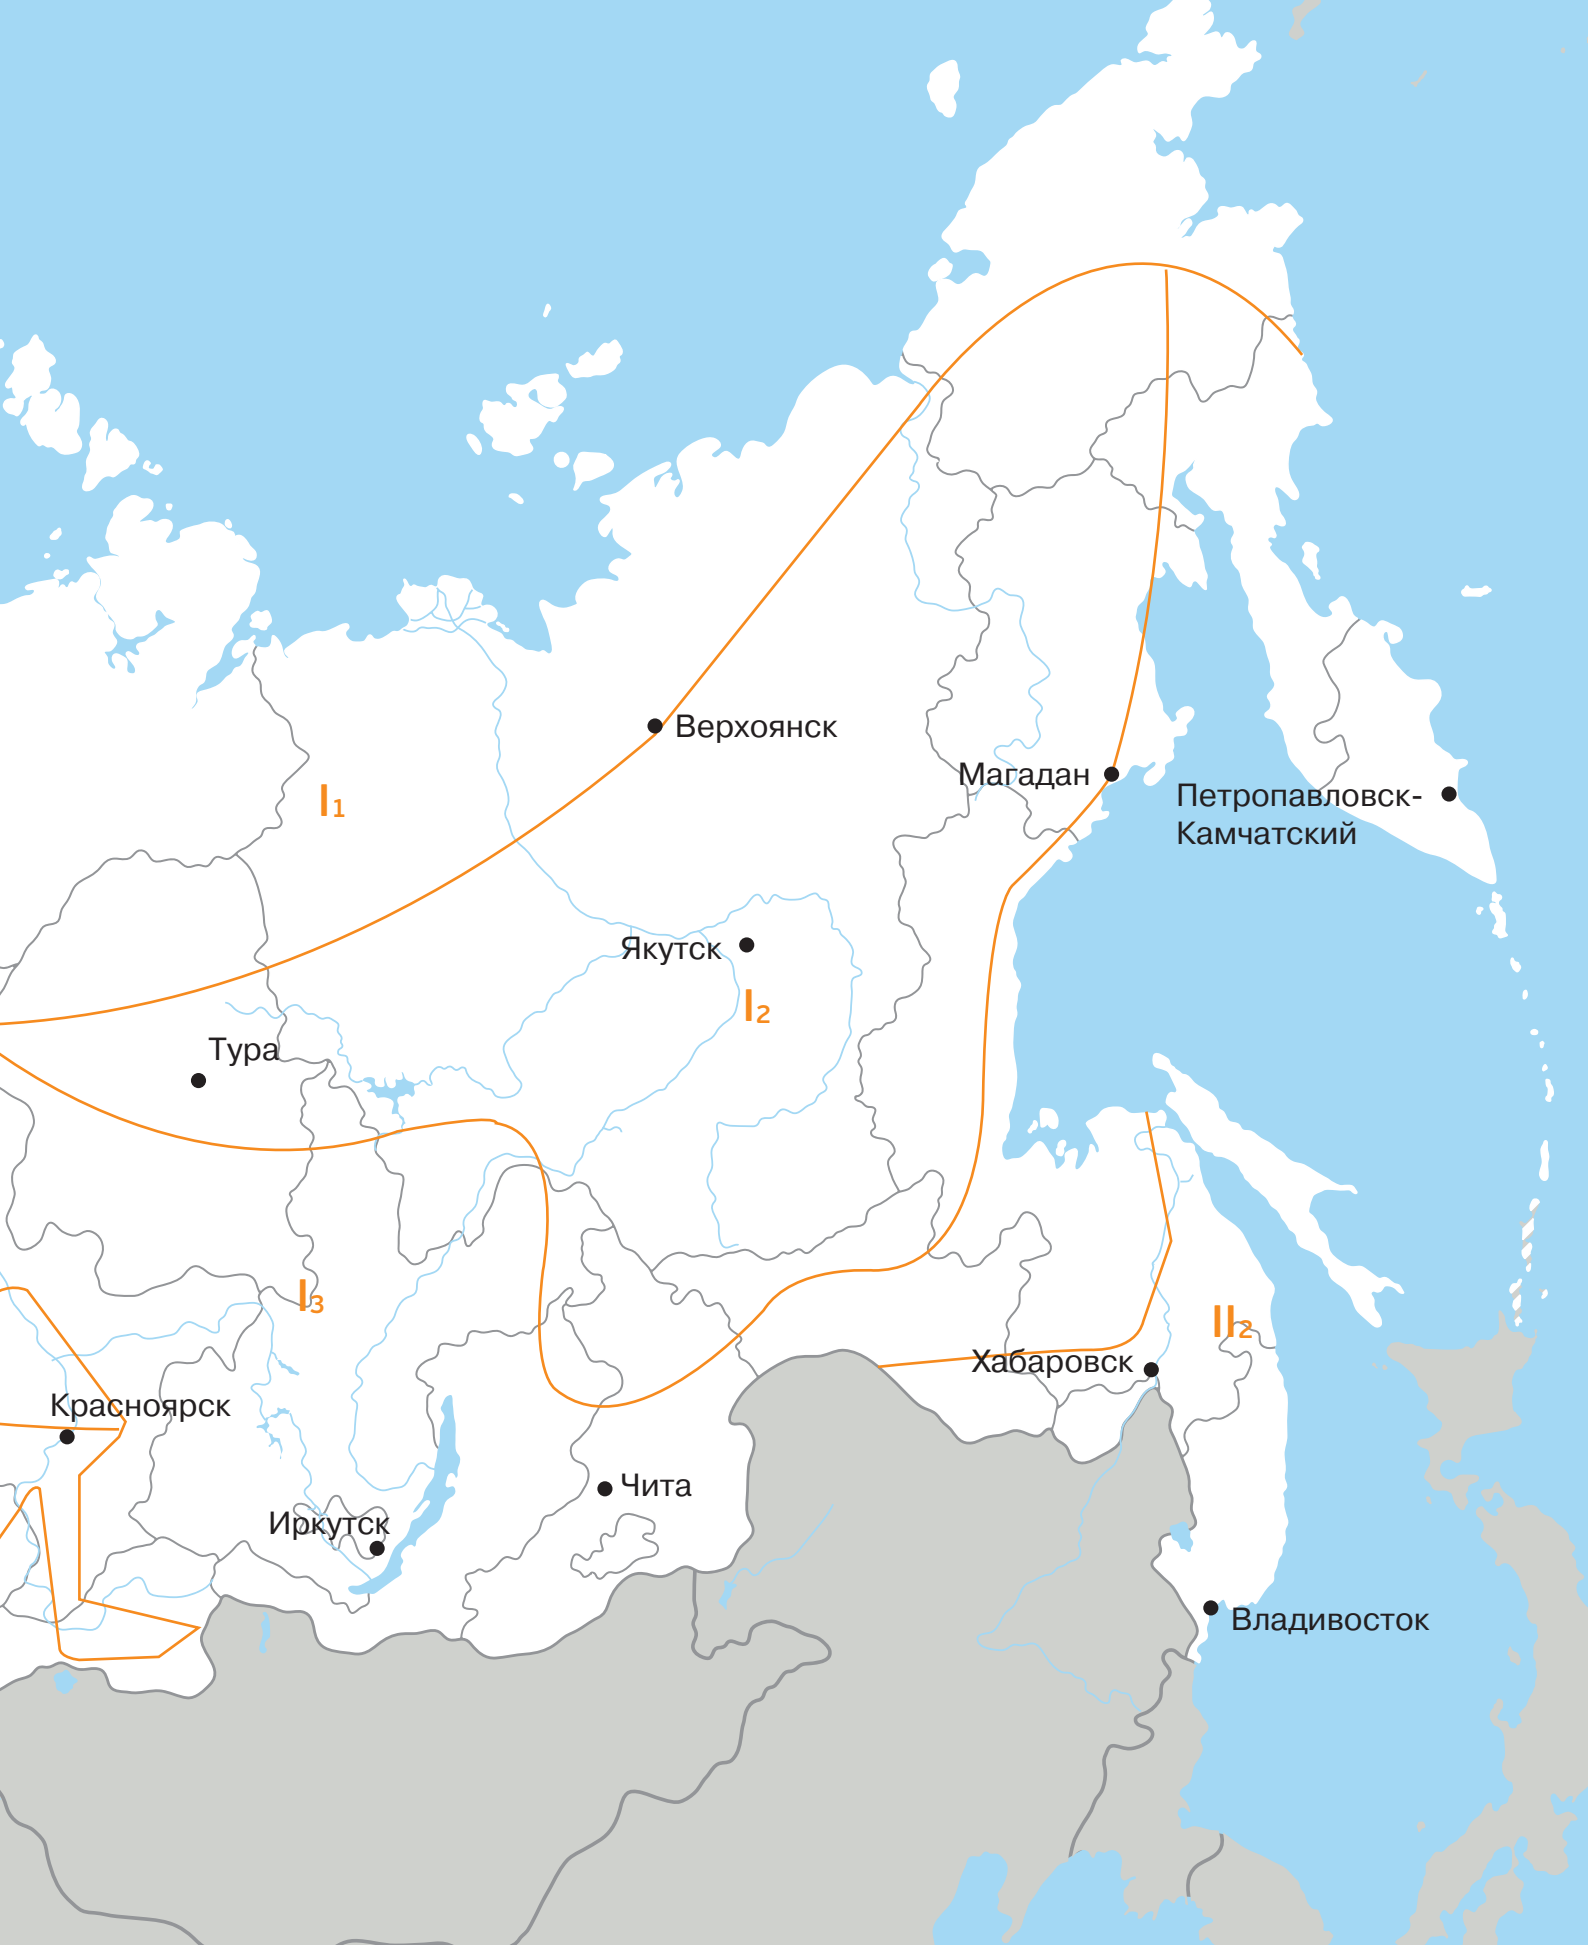 Верхоянск
Магадан
Петропавловск-
Камчатский
I₁
Якутск
I₂
Тура
I₃
II₂
Хабаровск
Красноярск
Чита
Иркутск
Владивосток